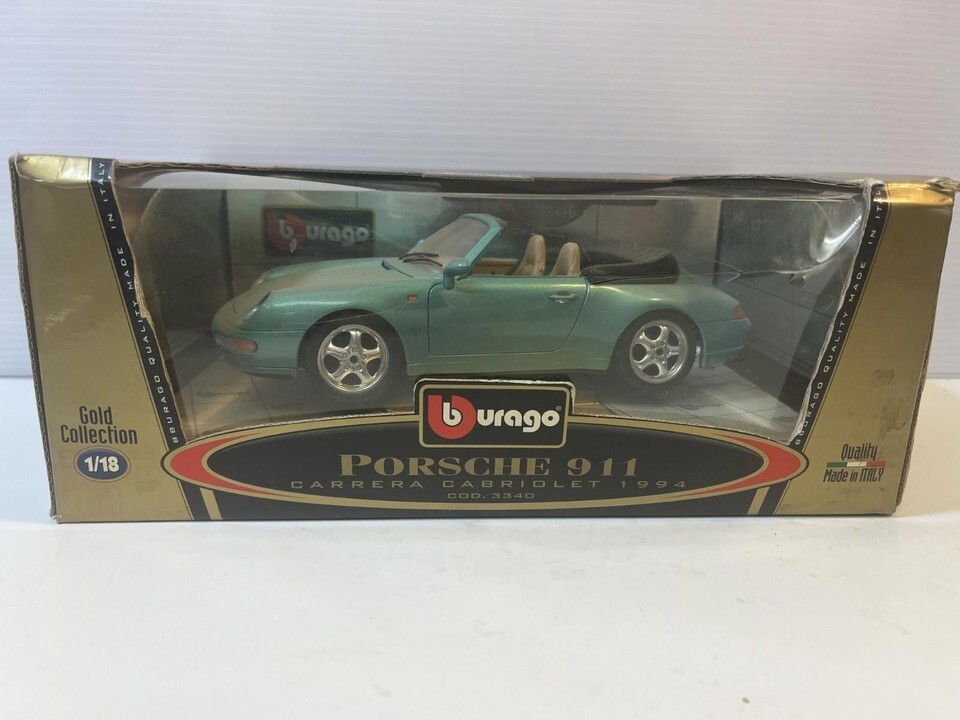 BBURAGO QUALITY MADE IN ITALY
burago
Gold
Collection
1/18
burago®
PORSCHE 911
CARRERA CABRIOLET 1994
COD. 3340
BBURAGO QUALITY MADE IN ITALY
Quality
Made in ITALY